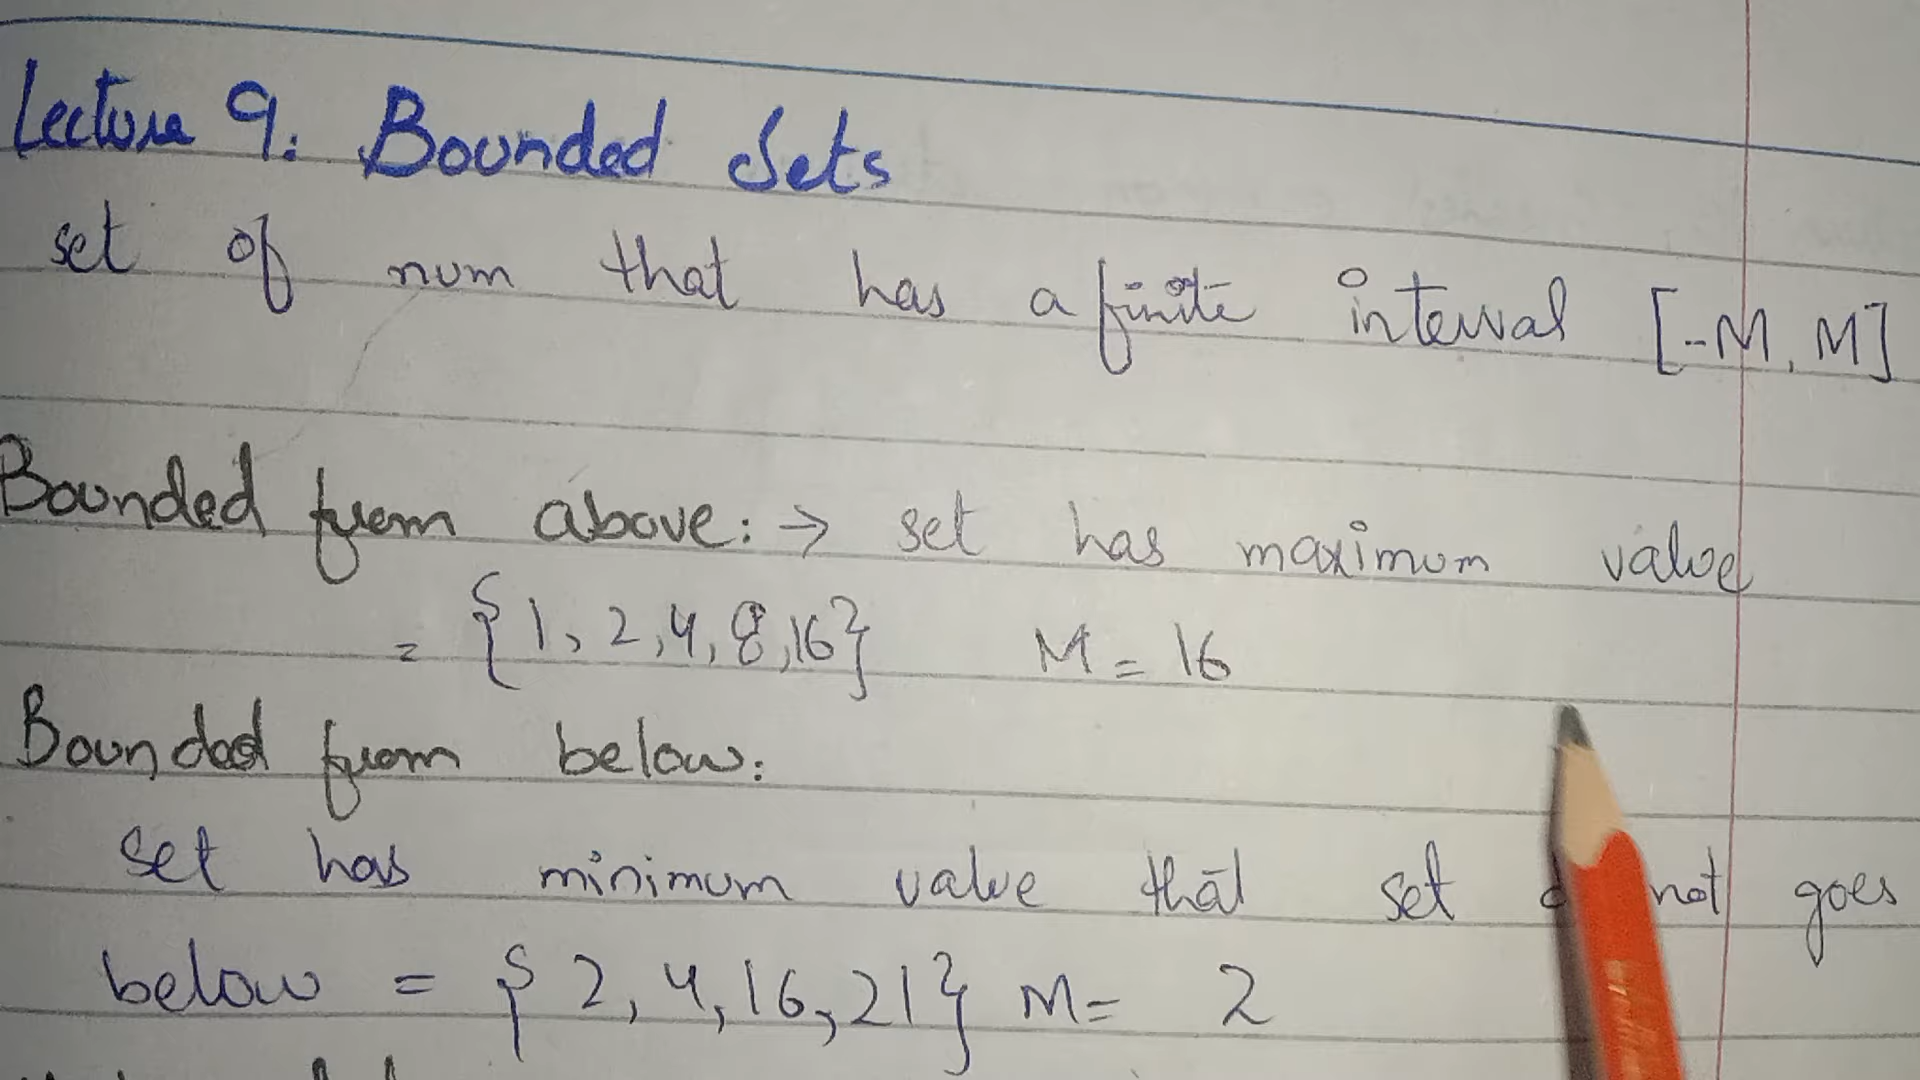 Lecture 9: Bounded Sets
set of num that has a finite interval [-M, M]
Bounded from above: → set has maximum value
= {1, 2, 4, 8, 16} M = 16
Bounded from below:
set has minimum value that set not goes
below = {2, 4, 16, 21} M = 2